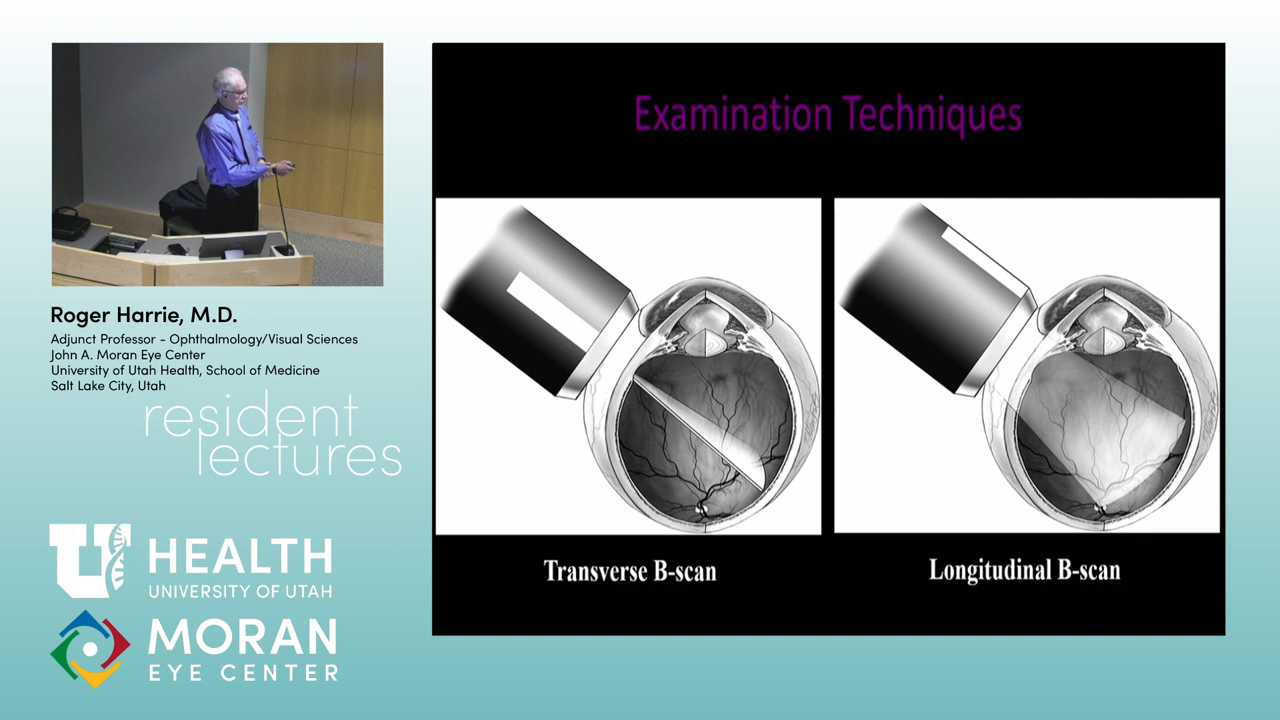 Examination Techniques
Roger Harrie, M.D.
Adjunct Professor - Ophthalmology/Visual Sciences
John A. Moran Eye Center
University of Utah Health, School of Medicine
Salt Lake City, Utah
resident
lectures
Transverse B-scan
Longitudinal B-scan
U HEALTH
UNIVERSITY OF UTAH
MORAN
EYE CENTER